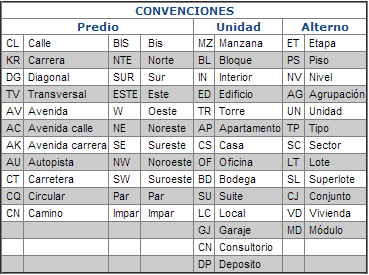 CONVENCIONES
Predio Unidad Alterno
CL Calle BIS Bis MZ Manzana ET Etapa
KR Carrera NTE Norte BL Bloque PS Piso
DG Diagonal SUR Sur IN Interior NV Nivel
TV Transversal ESTE Este ED Edificio AG Agrupación
AV Avenida W Oeste TR Torre UN Unidad
AC Avenida calle NE Noreste AP Apartamento TP Tipo
AK Avenida carrera SE Sureste CS Casa SC Sector
AU Autopista NW Noroeste OF Oficina LT Lote
CT Carretera SW Suroeste BD Bodega SL Superlote
CQ Circular Par Par SU Suite CJ Conjunto
CN Camino Impar Impar LC Local VD Vivienda
GJ Garaje MD Módulo
CN Consultorio
DP Deposito